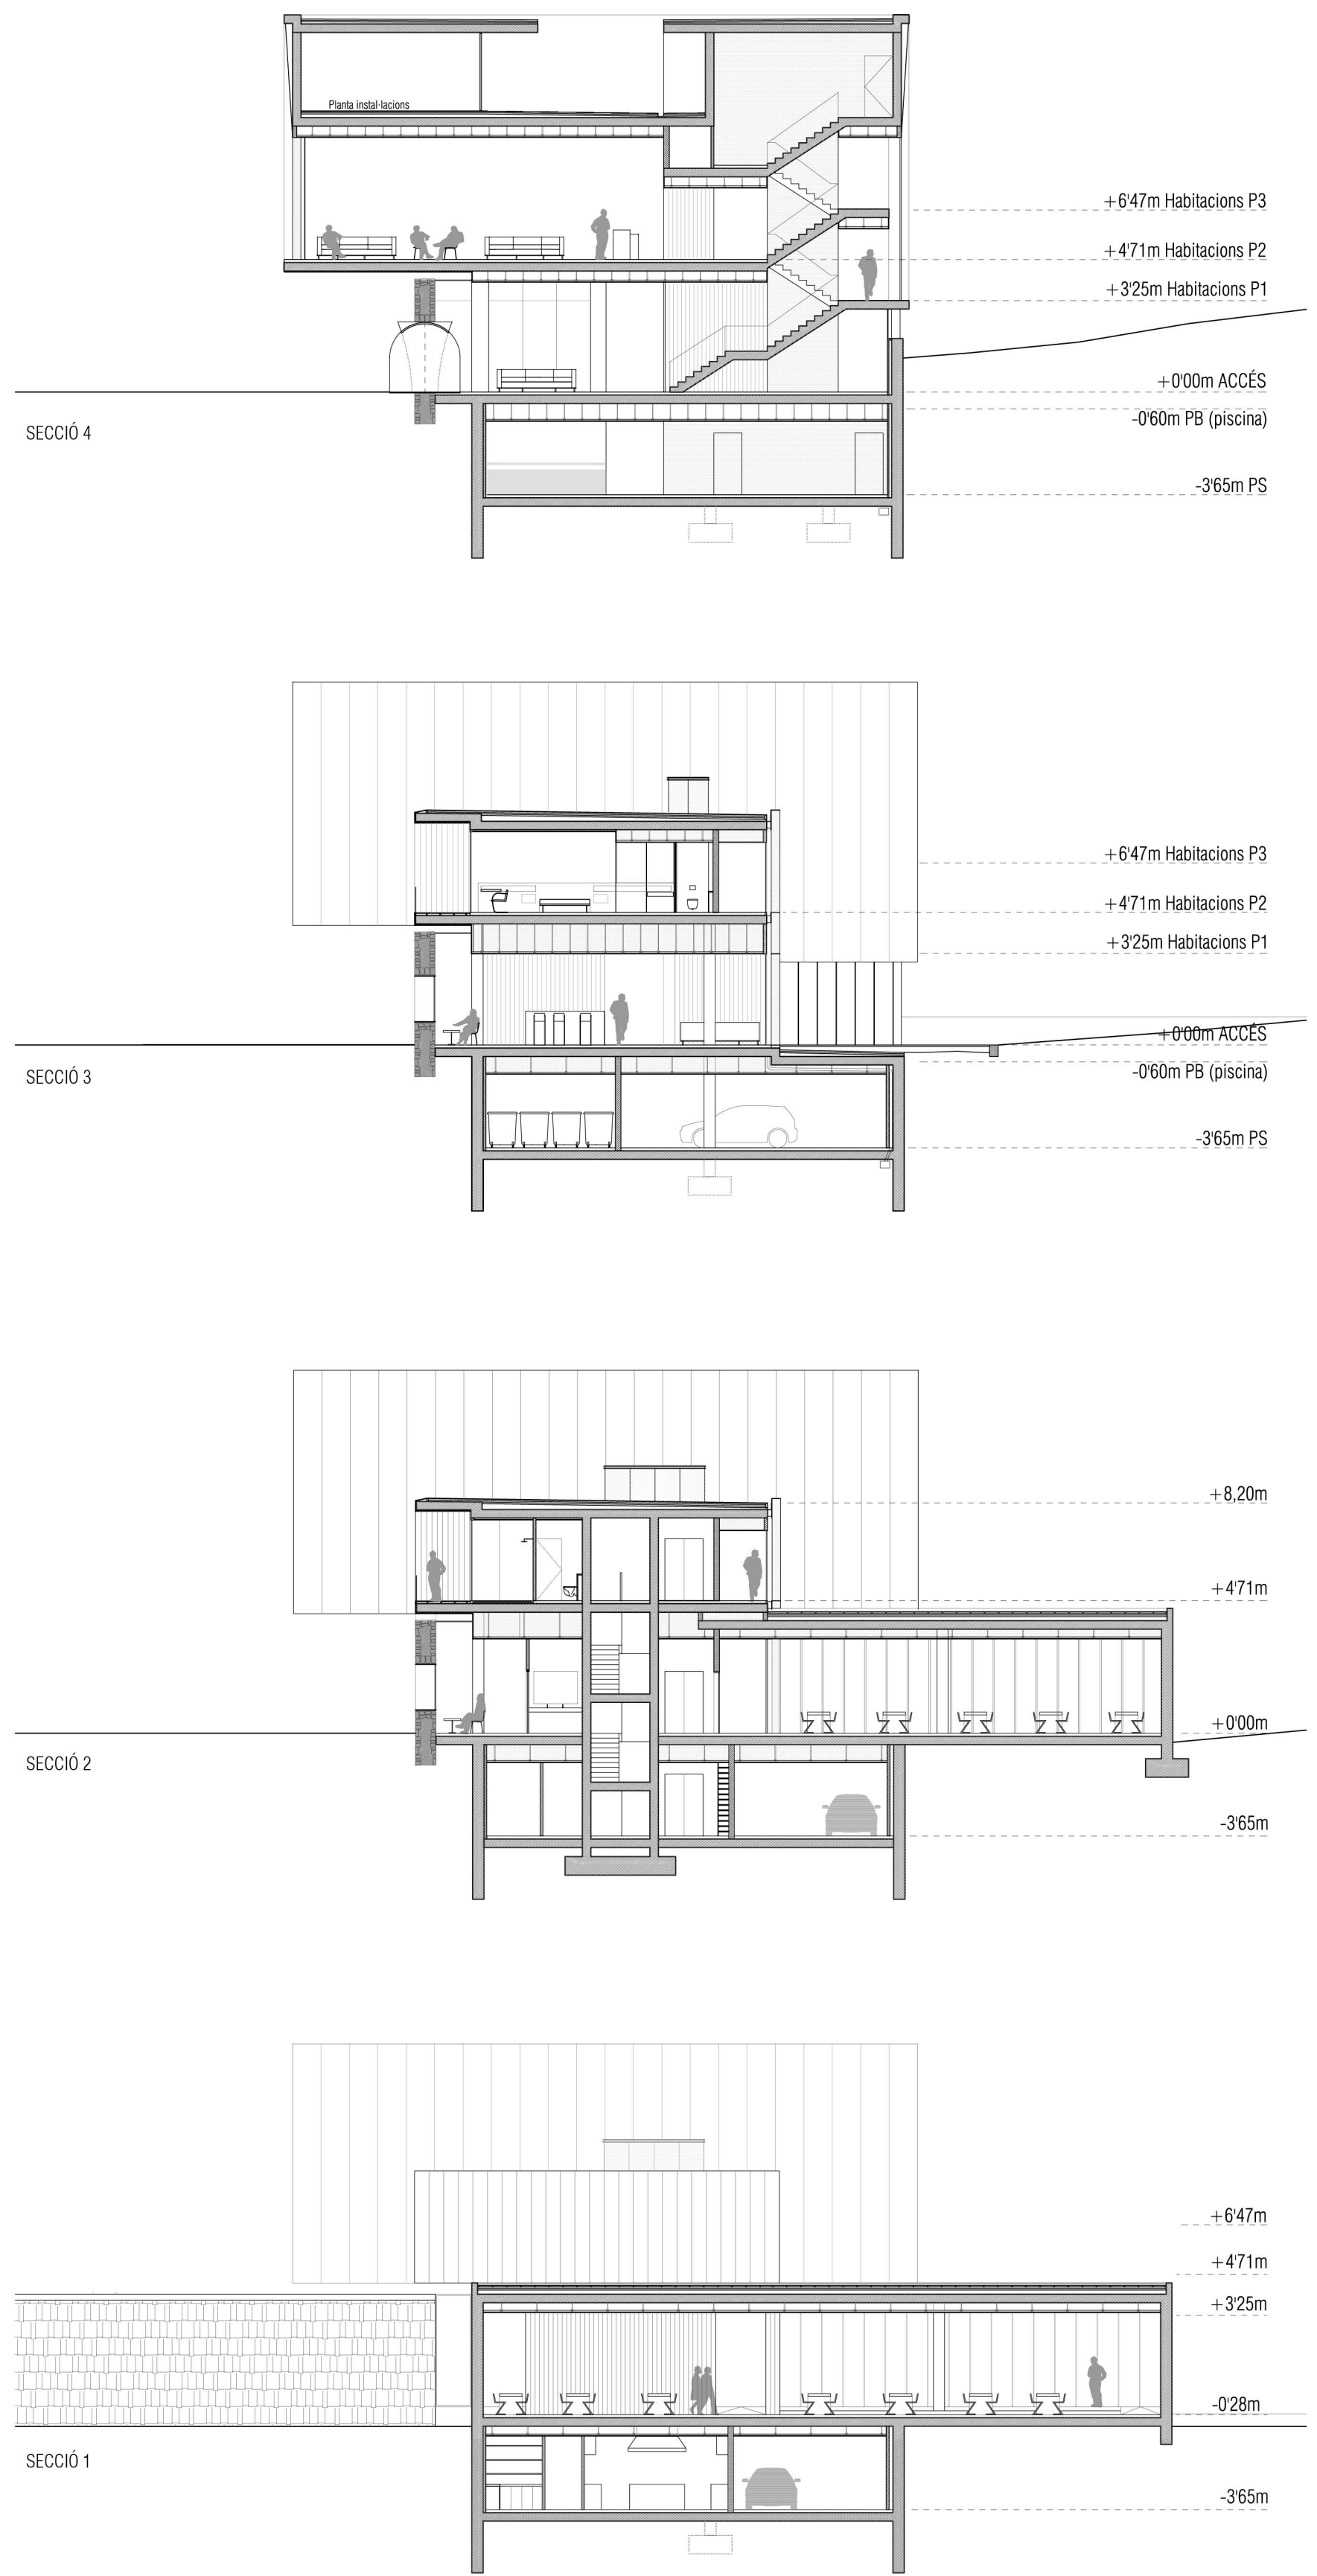 Planta instal·lacions
+6'47m Habitacions P3
+4'71m Habitacions P2
+3'25m Habitacions P1
+0'00m ACCÉS
-0'60m PB (piscina)
-3'65m PS
SECCIÓ 4
+6'47m Habitacions P3
+4'71m Habitacions P2
+3'25m Habitacions P1
+0'00m ACCÉS
-0'60m PB (piscina)
-3'65m PS
SECCIÓ 3
+8,20m
+4'71m
+0'00m
-3'65m
SECCIÓ 2
+6'47m
+4'71m
+3'25m
-0'28m
-3'65m
SECCIÓ 1